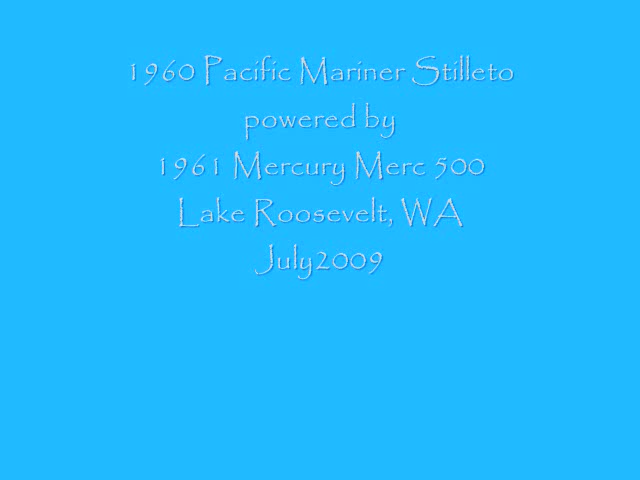 1960 Pacific Mariner Stilleto
powered by
1961 Mercury Merc 500
Lake Roosevelt, WA
July2009